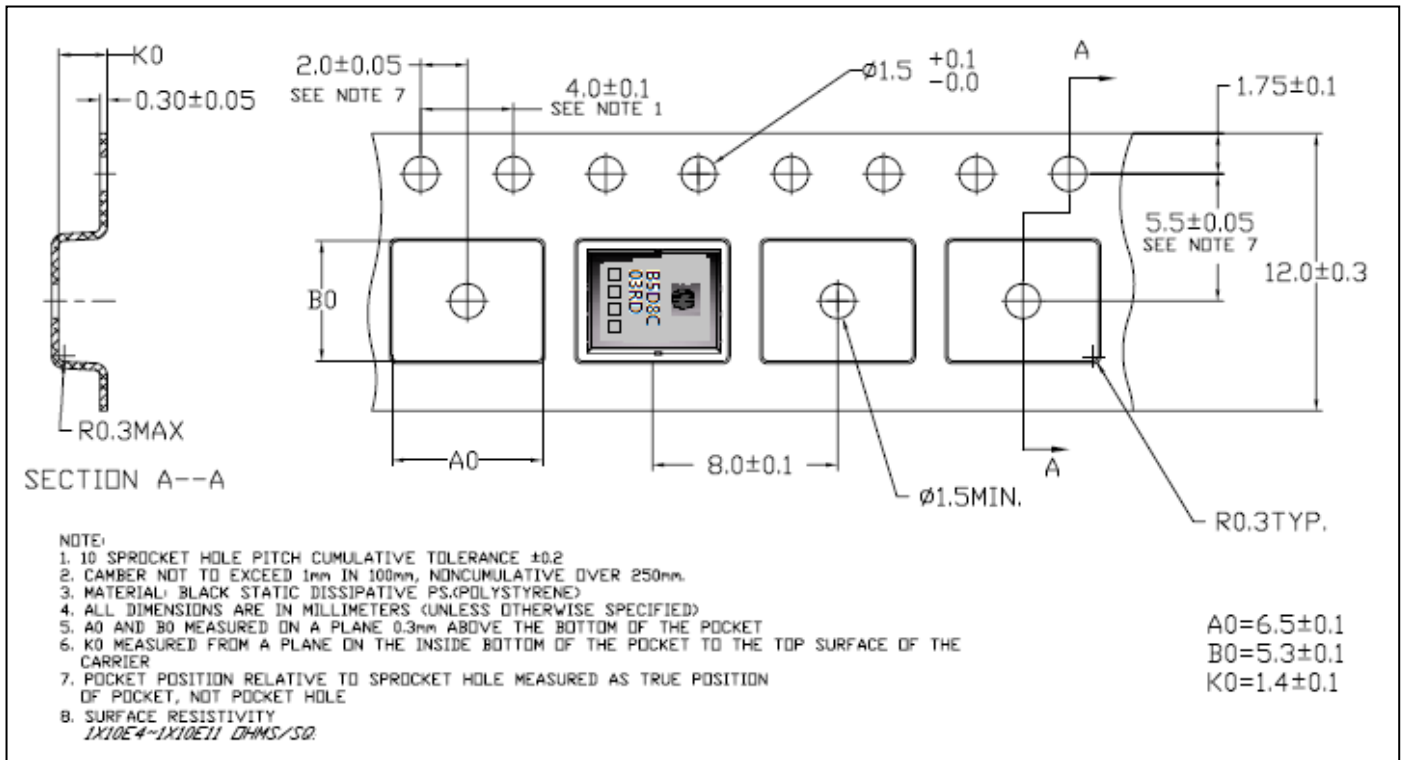 K0
0.30±0.05
2.0±0.05
SEE NOTE 7
4.0±0.1
SEE NOTE 1
Ø1.5 +0.1
-0.0
A
1.75±0.1
5.5±0.05
SEE NOTE 7
12.0±0.3
B0
B5D8C
03RD
R0.3MAX
A0
8.0±0.1
Ø1.5MIN.
A
R0.3TYP.
SECTION A--A
NOTE:
1. 10 SPROCKET HOLE PITCH CUMULATIVE TOLERANCE ±0.2
2. CAMBER NOT TO EXCEED 1mm IN 100mm, NONCUMULATIVE OVER 250mm.
3. MATERIAL: BLACK STATIC DISSIPATIVE PS.(POLYSTYRENE)
4. ALL DIMENSIONS ARE IN MILLIMETERS (UNLESS OTHERWISE SPECIFIED)
5. A0 AND B0 MEASURED ON A PLANE 0.3mm ABOVE THE BOTTOM OF THE POCKET
6. K0 MEASURED FROM A PLANE ON THE INSIDE BOTTOM OF THE POCKET TO THE TOP SURFACE OF THE
CARRIER
7. POCKET POSITION RELATIVE TO SPROCKET HOLE MEASURED AS TRUE POSITION
OF POCKET, NOT POCKET HOLE
8. SURFACE RESISTIVITY
1X10E4~1X10E11 OHMS/SQ.
A0=6.5±0.1
B0=5.3±0.1
K0=1.4±0.1